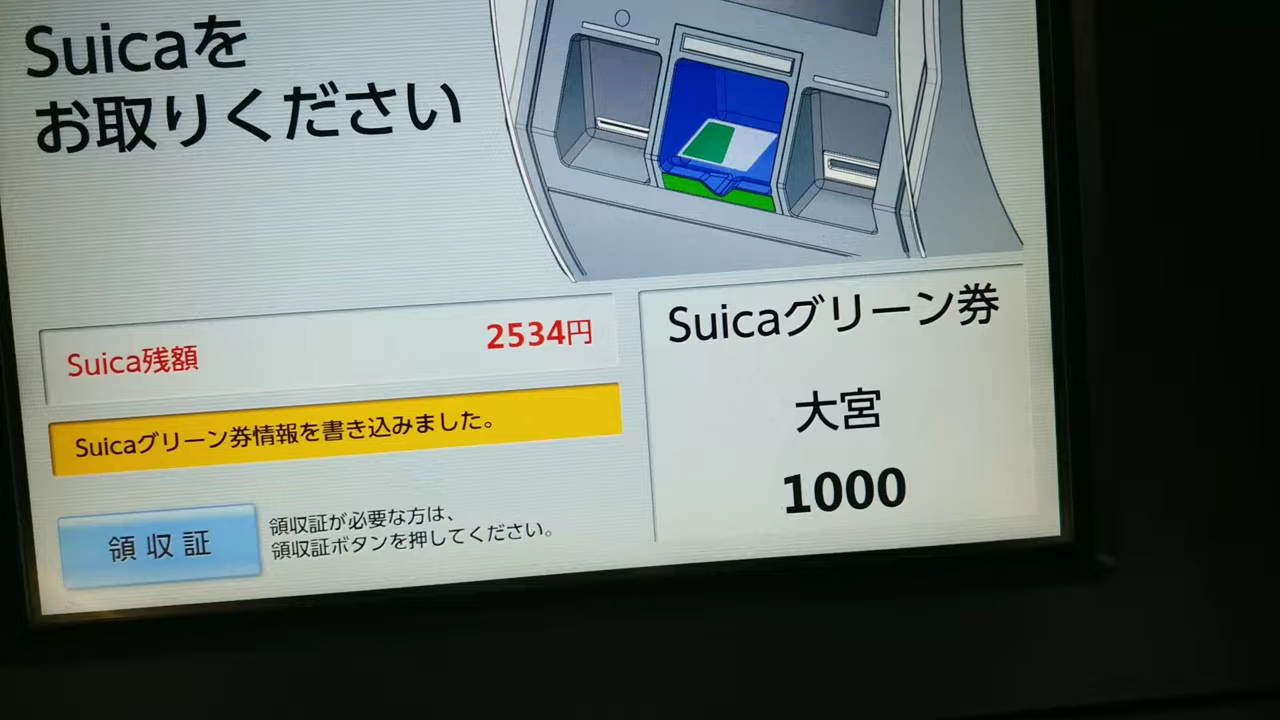 Suicaを
お取りください
Suica残額
2534円
Suicaグリーン券情報を書き込みました。
領収証
領収証が必要な方は、
領収証ボタンを押してください。
Suicaグリーン券
大宮
1000